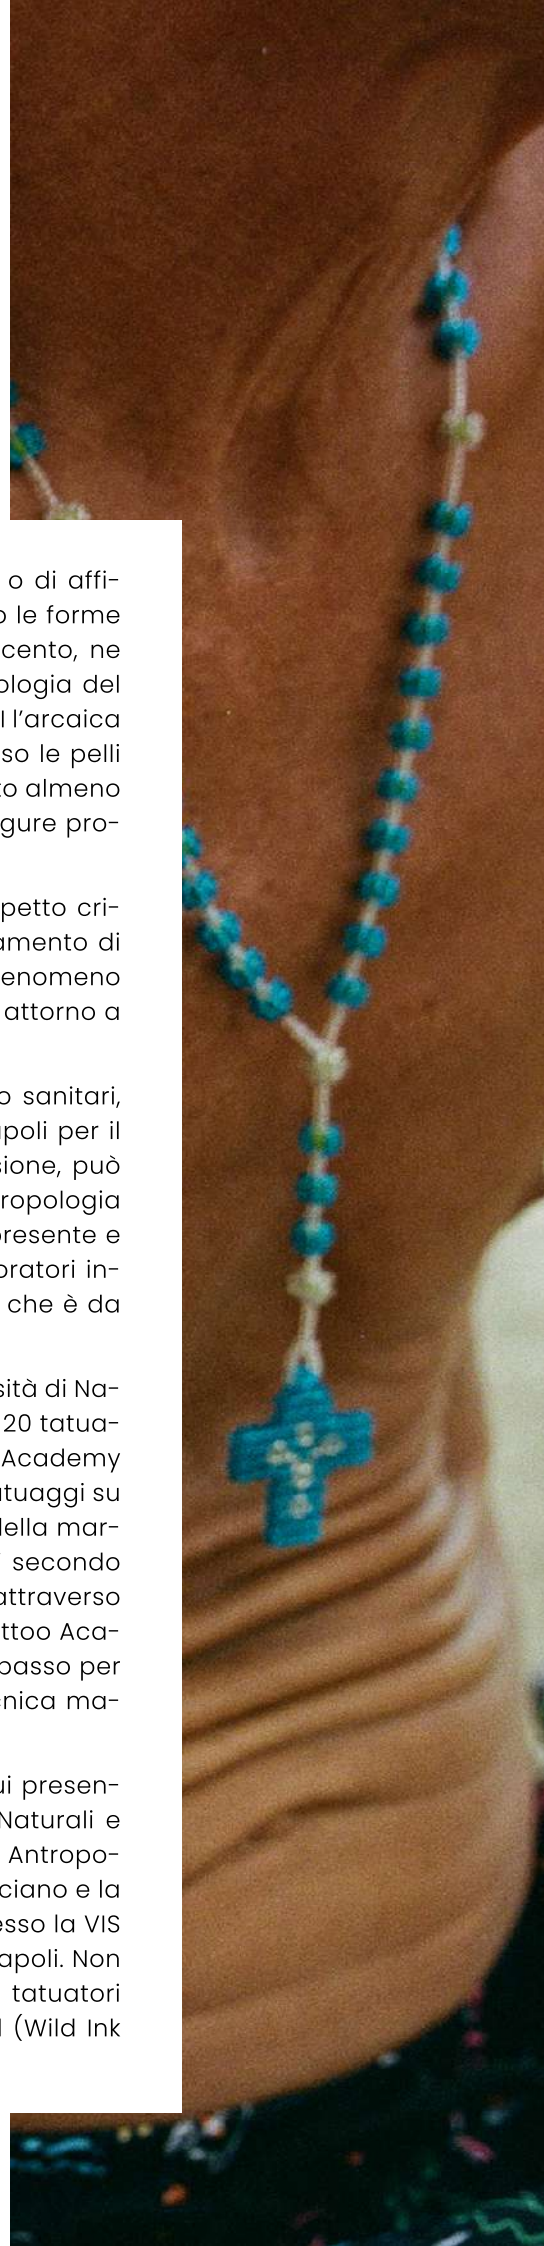 o di affi-
o le forme
cento, ne
ologia del
l'arcaica
so le pelli
to almeno
gure pro-
petto cri-
amento di
enomeno
attorno a
o sanitari,
poli per il
sione, può
ropologia
presente e
oratori in-
che è da
sità di Na-
20 tatua-
Academy
atuaggi su
della mar-
secondo
attraverso
ttoo Aca-
passo per
cnica ma-
ui presen-
Naturali e
Antropo-
ciano e la
esso la VIS
apoli. Non
tatuatori
(Wild Ink